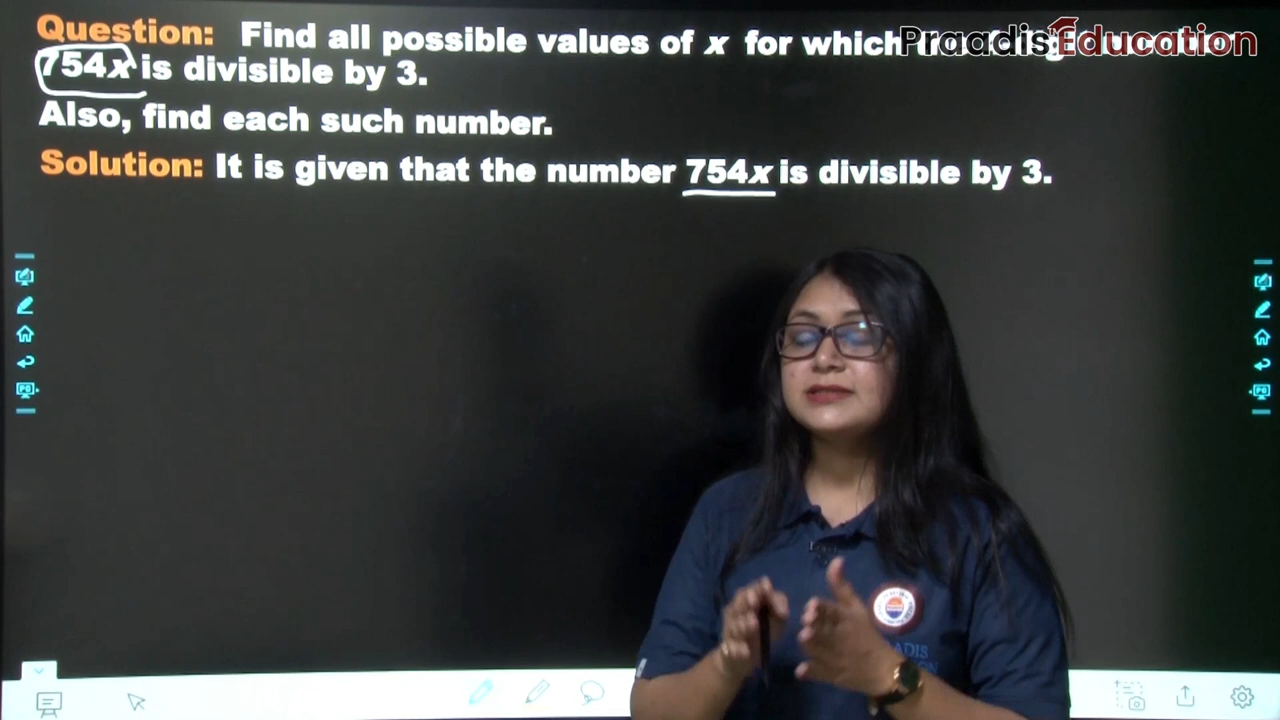 Question: Find all possible values of x for which
Praadis Education
754x is divisible by 3.
Also, find each such number.
Solution: It is given that the number 754x is divisible by 3.